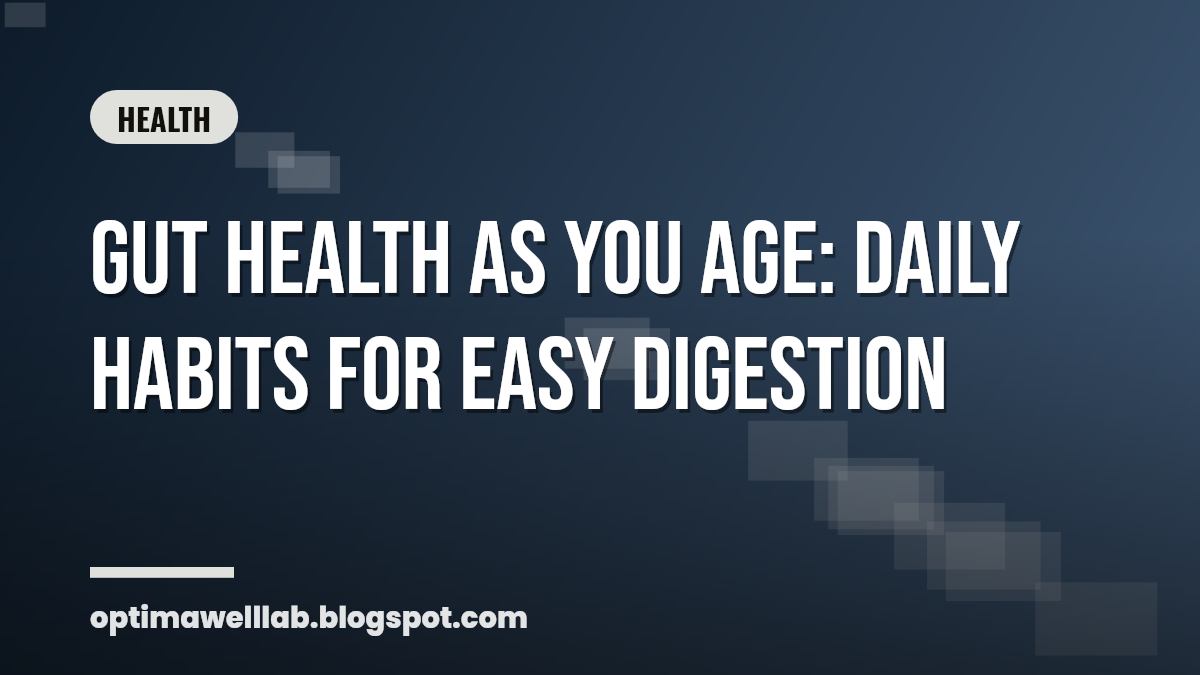 HEALTH
GUT HEALTH AS YOU AGE: DAILY
HABITS FOR EASY DIGESTION
optimawelllab.blogspot.com